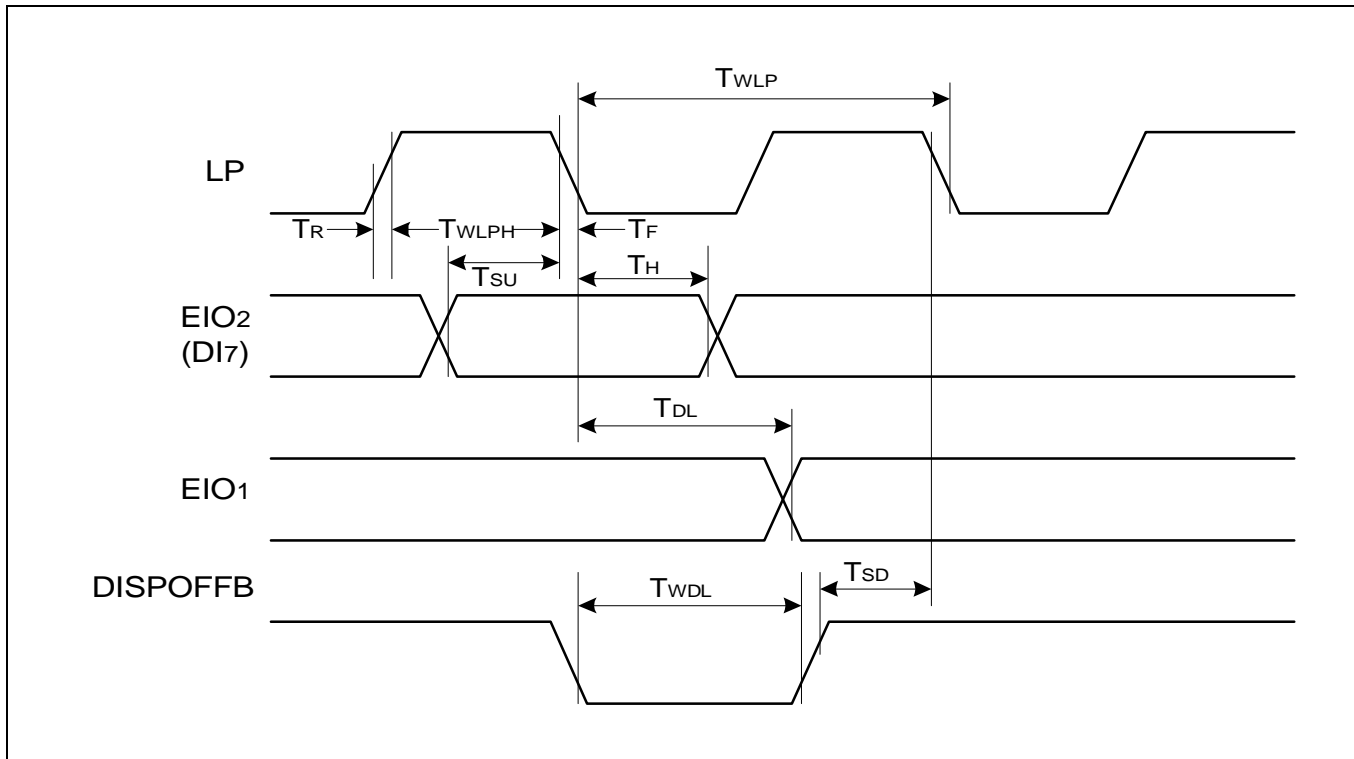 TWLP
LP
TR
TWLPH
TF
TSU
TH
EIO2
(DI7)
TDL
EIO1
DISPOFFB
TWDL
TSD